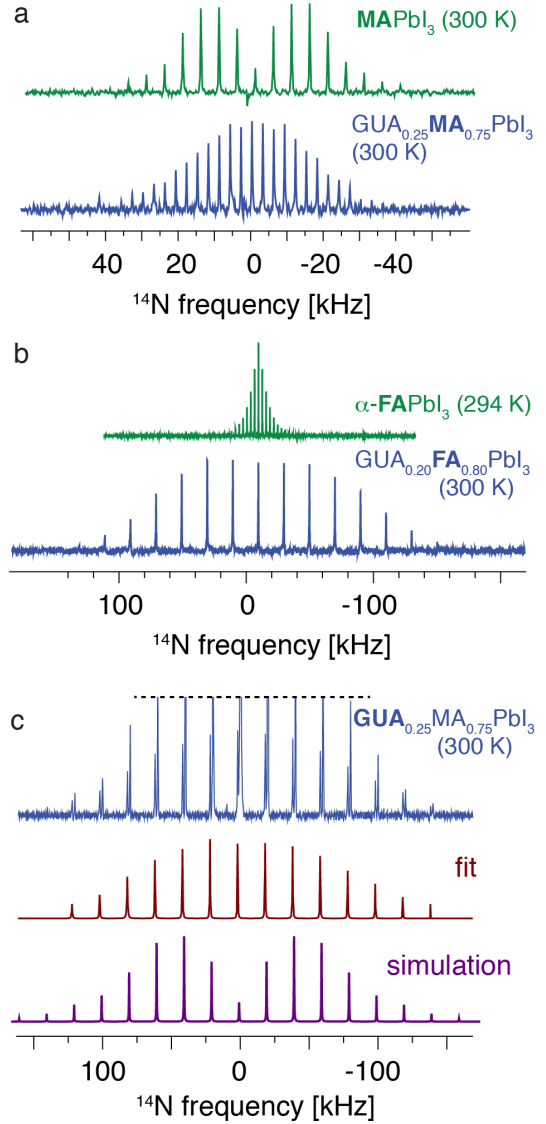 a
MAPbI₃ (300 K)
GUA₀.₂₅MA₀.₇₅PbI₃
(300 K)
40 20 0 -20 -40
¹⁴N frequency [kHz]
b
α-FAPbI₃ (294 K)
GUA₀.₂₀FA₀.₈₀PbI₃
(300 K)
100 0 -100
¹⁴N frequency [kHz]
c
GUA₀.₂₅MA₀.₇₅PbI₃
(300 K)
fit
simulation
100 0 -100
¹⁴N frequency [kHz]